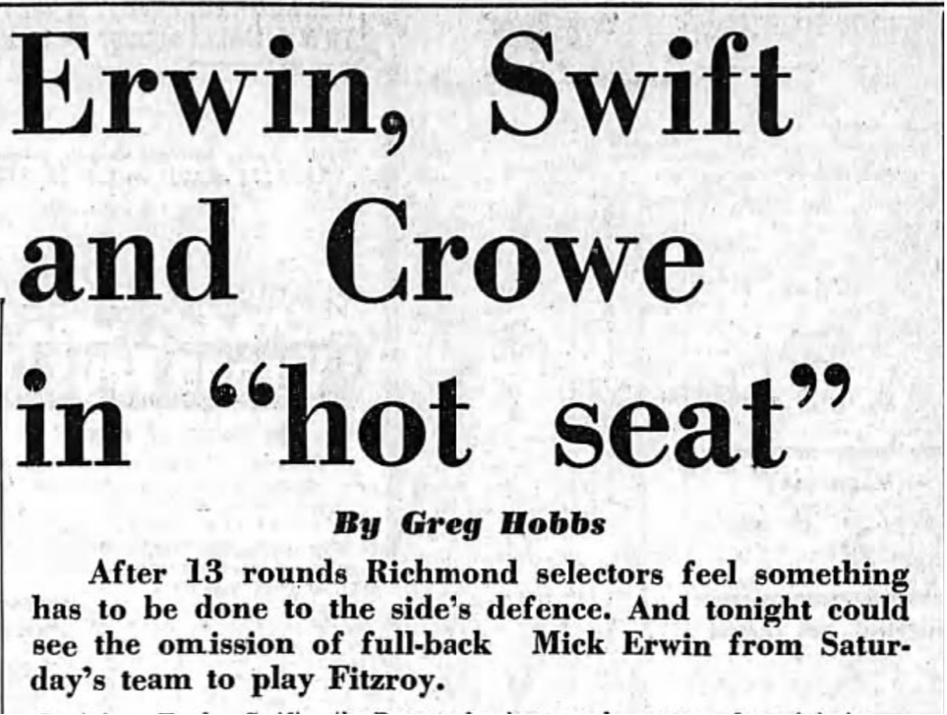 Erwin, Swift
and Crowe
in “hot seat”
By Greg Hobbs
After 13 rounds Richmond selectors feel something
has to be done to the side's defence. And tonight could
see the omission of full-back Mick Erwin from Satur-
day's team to play Fitzroy.